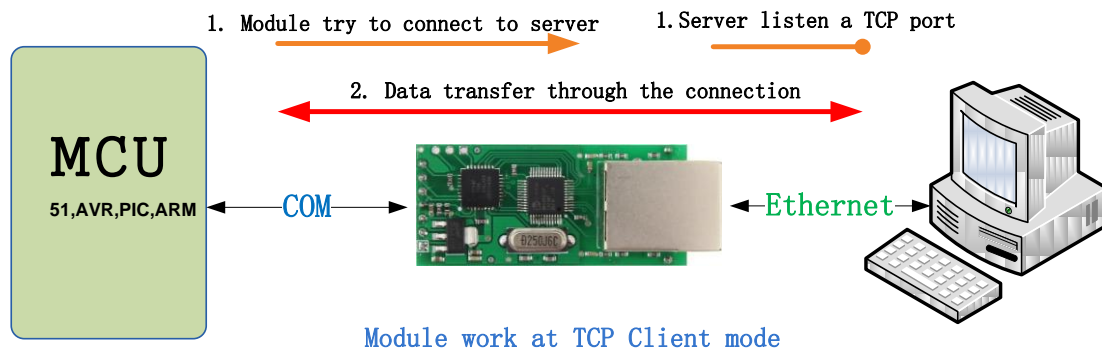 1. Module try to connect to server
1.Server listen a TCP port
2. Data transfer through the connection
MCU
51,AVR,PIC,ARM
COM
Ethernet
Module work at TCP Client mode